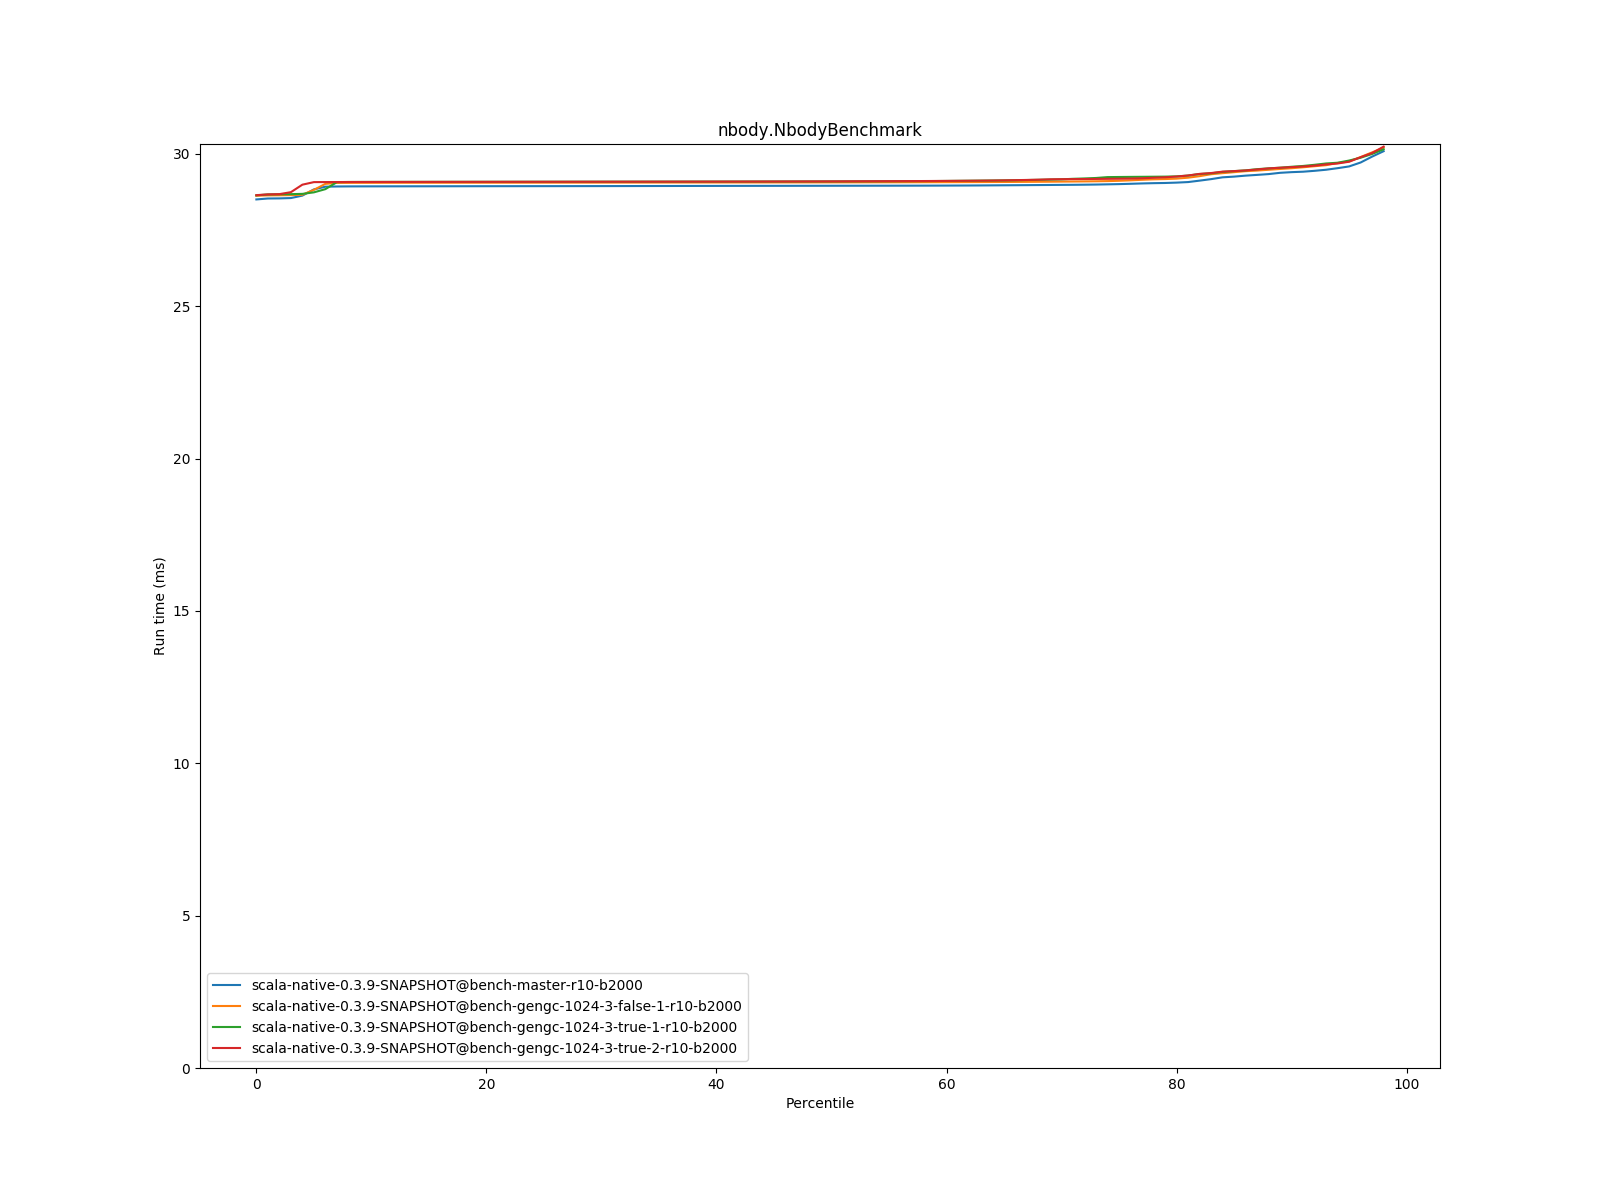 nbody.NbodyBenchmark
30
25
20
15
10
5
0
Run time (ms)
scala-native-0.3.9-SNAPSHOT@bench-master-r10-b2000
scala-native-0.3.9-SNAPSHOT@bench-gengc-1024-3-false-1-r10-b2000
scala-native-0.3.9-SNAPSHOT@bench-gengc-1024-3-true-1-r10-b2000
scala-native-0.3.9-SNAPSHOT@bench-gengc-1024-3-true-2-r10-b2000
0 20 40 60 80 100
Percentile